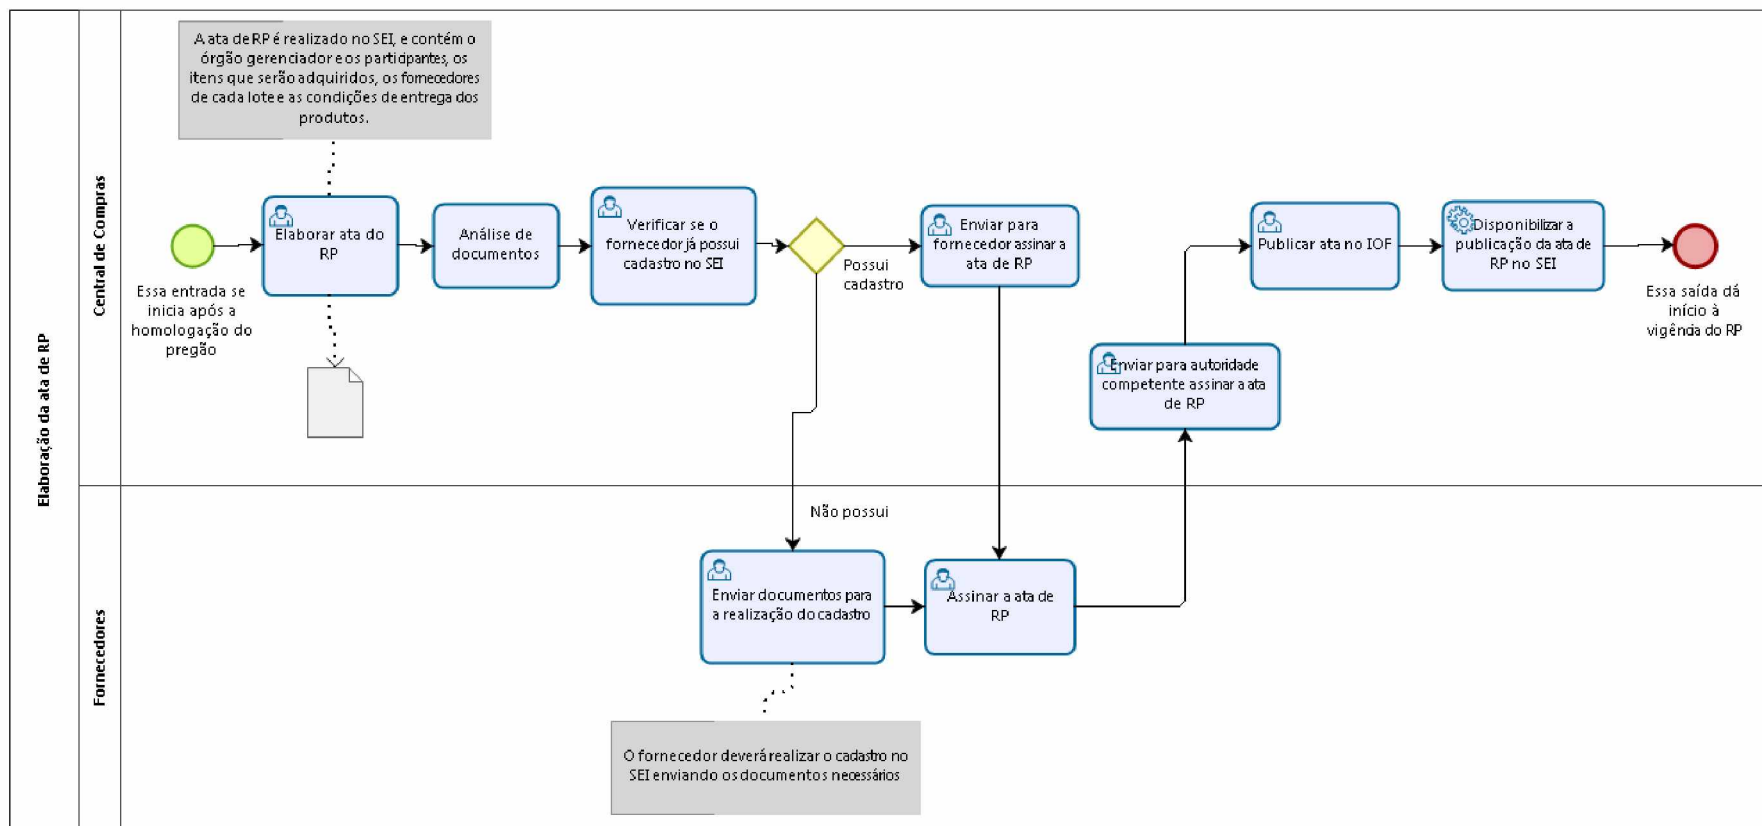 Elaboração da ata de RP
Central de Compras
A ata de RP é realizado no SEI, e contém o
órgão gerenciador e os participantes, os
itens que serão adquiridos, os fornecedores
de cada lote e as condições de entrega dos
produtos.
Essa entrada se
inicia após a
homologação do
pregão
Elaborar ata do
RP
Análise de
documentos
Verificar se o
fornecedor já possui
cadastro no SEI
Possui
cadastro
Enviar para
fornecedor assinar a
ata de RP
Enviar para autoridade
competente assinar a ata
de RP
Publicar ata no IOF
Disponibilizar a
publicação da ata de
RP no SEI
Essa saída dá
início à
vigência do RP
Fornecedores
Não possui
Enviar documentos para
a realização do cadastro
Assinar a ata de
RP
O fornecedor deverá realizar o cadastro no
SEI enviando os documentos necessários